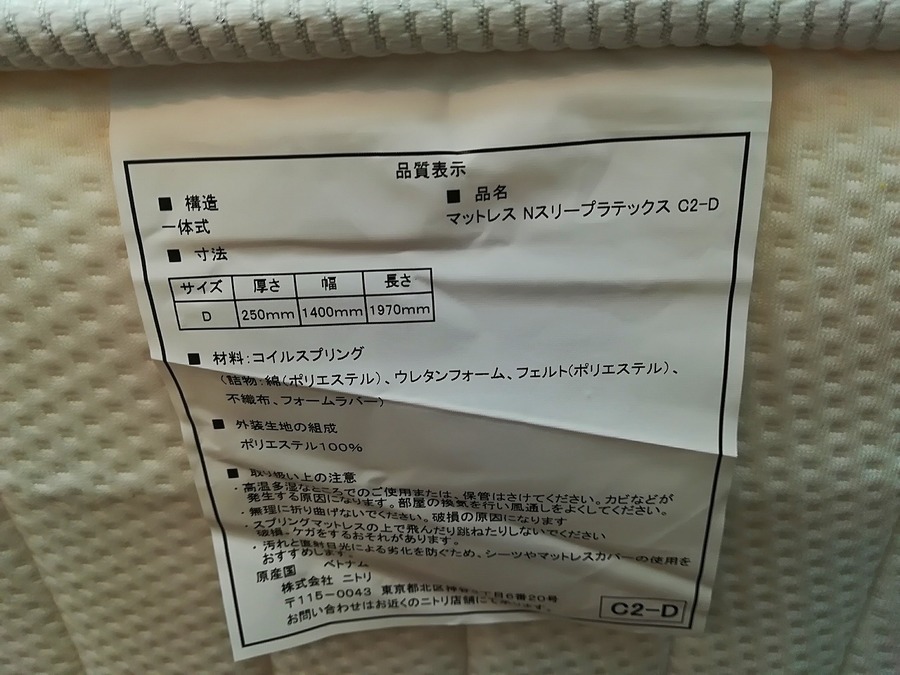 品質表示
■ 構造
一体式
■ 品名
マットレス Nスリープラテックス C2-D
■ 寸法
サイズ 厚さ 幅 長さ
D 250mm 1400mm 1970mm
■ 材料:コイルスプリング
(詰物:綿(ポリエステル)、ウレタンフォーム、フェルト(ポリエステル)、
不織布、フォームラバー)
■ 外装生地の組成
ポリエステル100%
■ 取り扱い上の注意
・高温多湿なところでのご使用または、保管はさけてください。カビなどが
発生する原因になります。部屋の換気を行い風通しをよくしてください。
・無理に折り曲げないでください。破損の原因になります
・スプリングマットレスの上で飛んだり跳ねたりしないでください
破損、ケガをするおそれがあります。
・汚れと直射日光による劣化を防ぐため、シーツやマットレスカバーの使用を
おすすめします。
原産国 ベトナム
株式会社 ニトリ
〒115-0043 東京都北区神谷3丁目6番20号
お問い合わせはお近くのニトリ店舗にて
C2-D